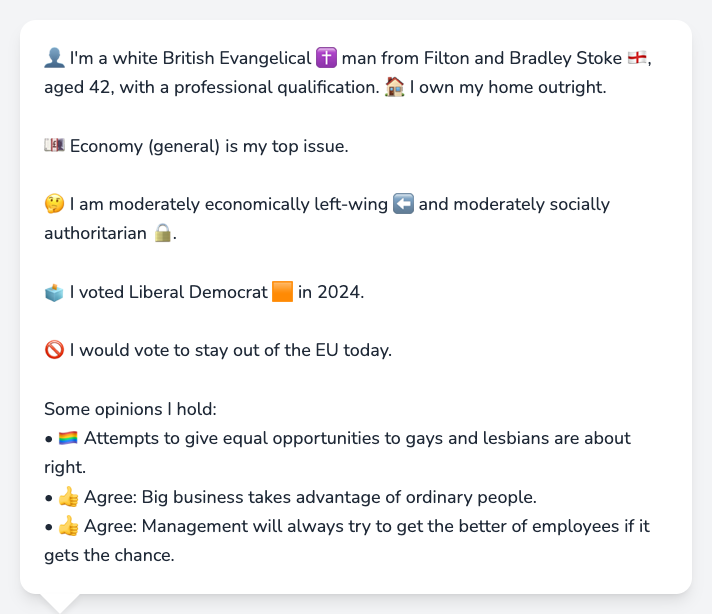 👤 I'm a white British Evangelical ✝️ man from Filton and Bradley Stoke 🏴󠁧󠁢󠁥󠁮󠁧󠁿,
aged 42, with a professional qualification. 🏠 I own my home outright.
💷 Economy (general) is my top issue.
🤔 I am moderately economically left-wing ⬅️ and moderately socially
authoritarian 🔒.
🗳️ I voted Liberal Democrat 🟧 in 2024.
🚫 I would vote to stay out of the EU today.
Some opinions I hold:
• 🏳️‍🌈 Attempts to give equal opportunities to gays and lesbians are about
right.
• 👍 Agree: Big business takes advantage of ordinary people.
• 👍 Agree: Management will always try to get the better of employees if it
gets the chance.